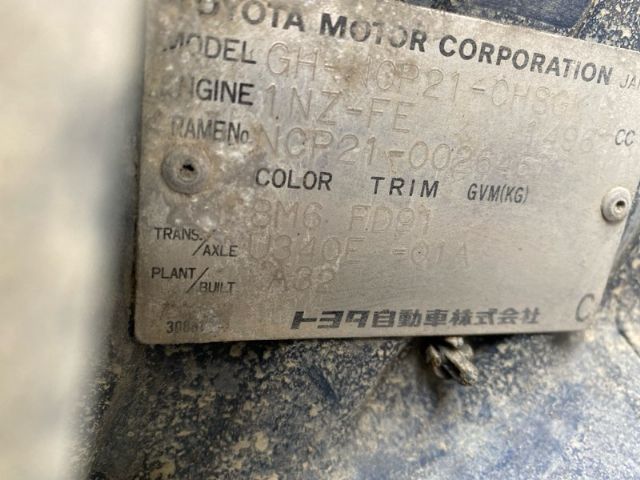 TOYOTA MOTOR CORPORATION JA
MODEL GH-NCP21-CHSGK
ENGINE 1NZ-FE 1496 CC
FRAME No. NCP21-002
COLOR TRIM GVM(KG)
8M6 FD91
TRANS./AXLE U340E -01A
PLANT/BUILT A32
トヨタ自動車株式会社 C